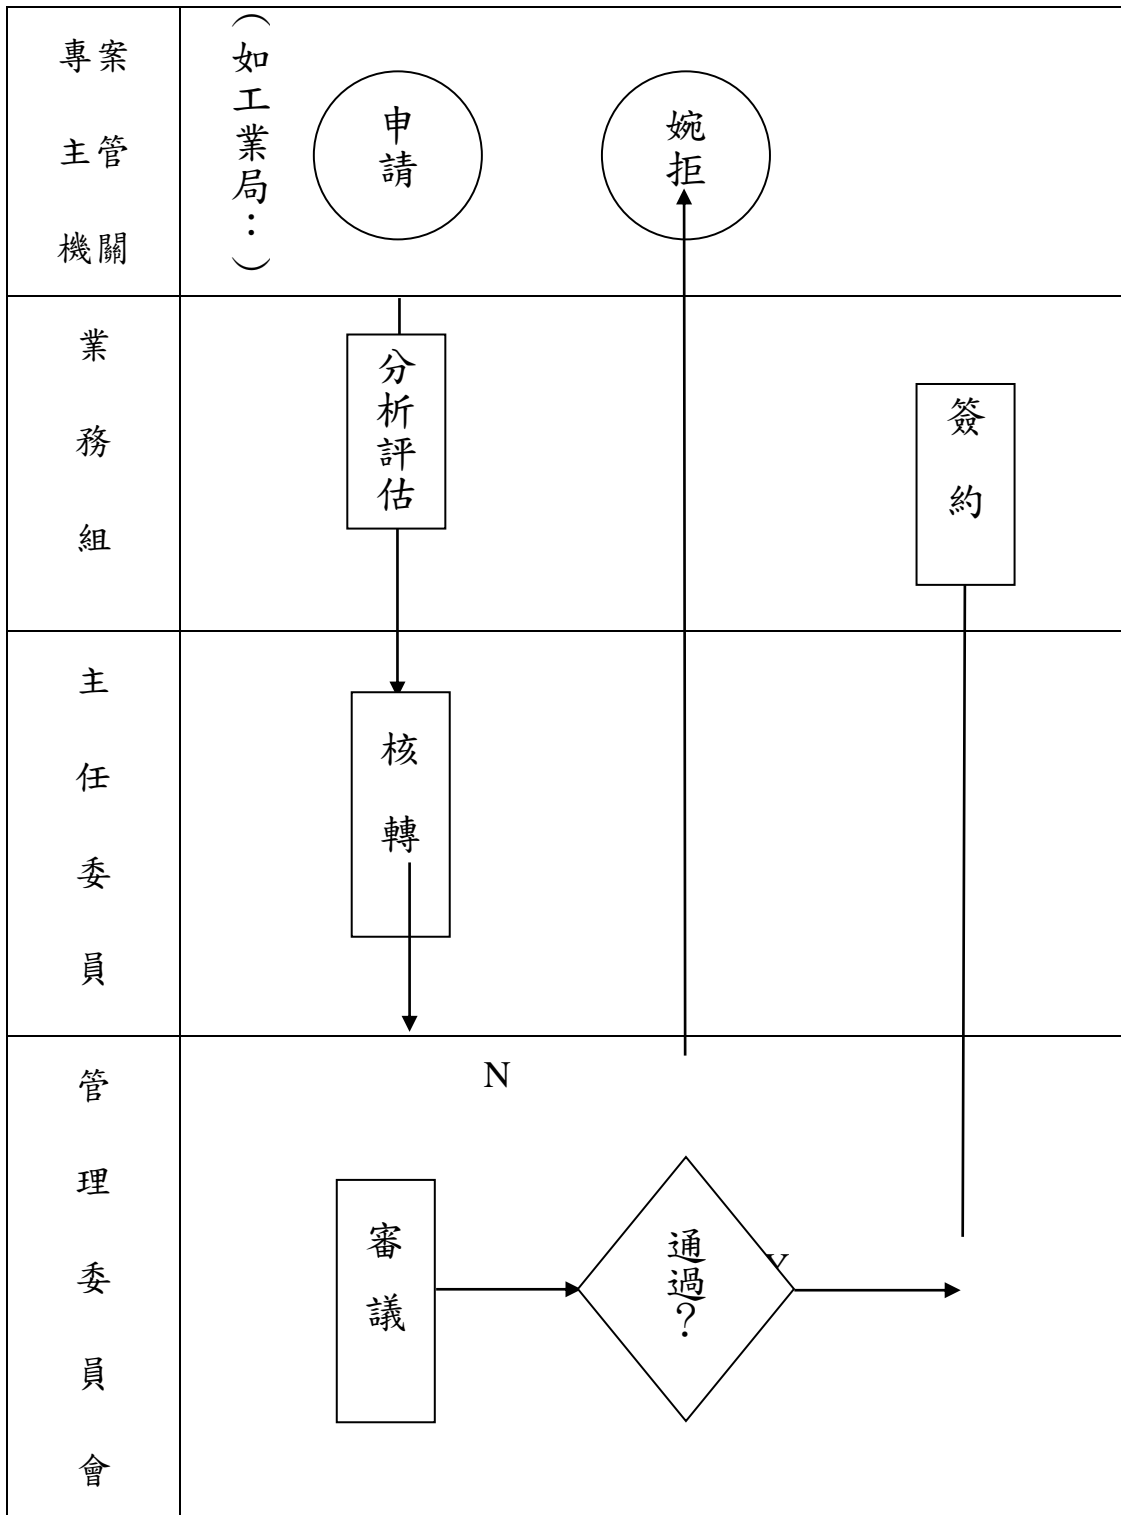 專案
主管
機關
（如工業局…）
申請
婉拒
業
務
組
分析評估
簽約
主
任
委
員
核轉
管
理
委
員
會
N
審議
通過？
Y